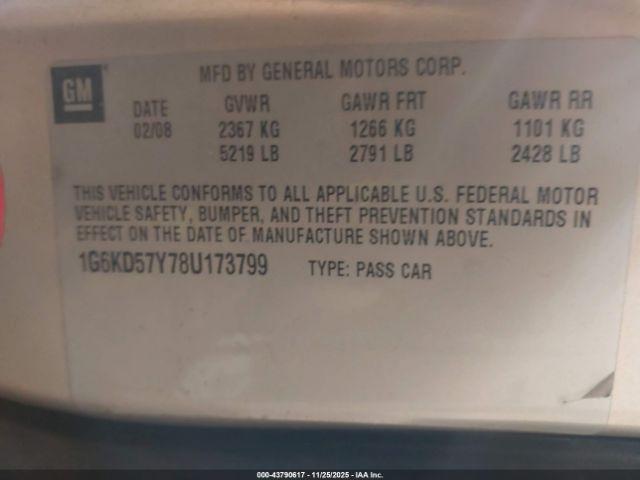 GM
MFD BY GENERAL MOTORS CORP.
DATE GVWR GAWR FRT GAWR RR
02/08 2367 KG 1266 KG 1101 KG
5219 LB 2791 LB 2428 LB
THIS VEHICLE CONFORMS TO ALL APPLICABLE U.S. FEDERAL MOTOR
VEHICLE SAFETY, BUMPER, AND THEFT PREVENTION STANDARDS IN
EFFECT ON THE DATE OF MANUFACTURE SHOWN ABOVE.
1G6KD57Y78U173799 TYPE: PASS CAR
000-43790617 - 11/25/2025 - IAA Inc.